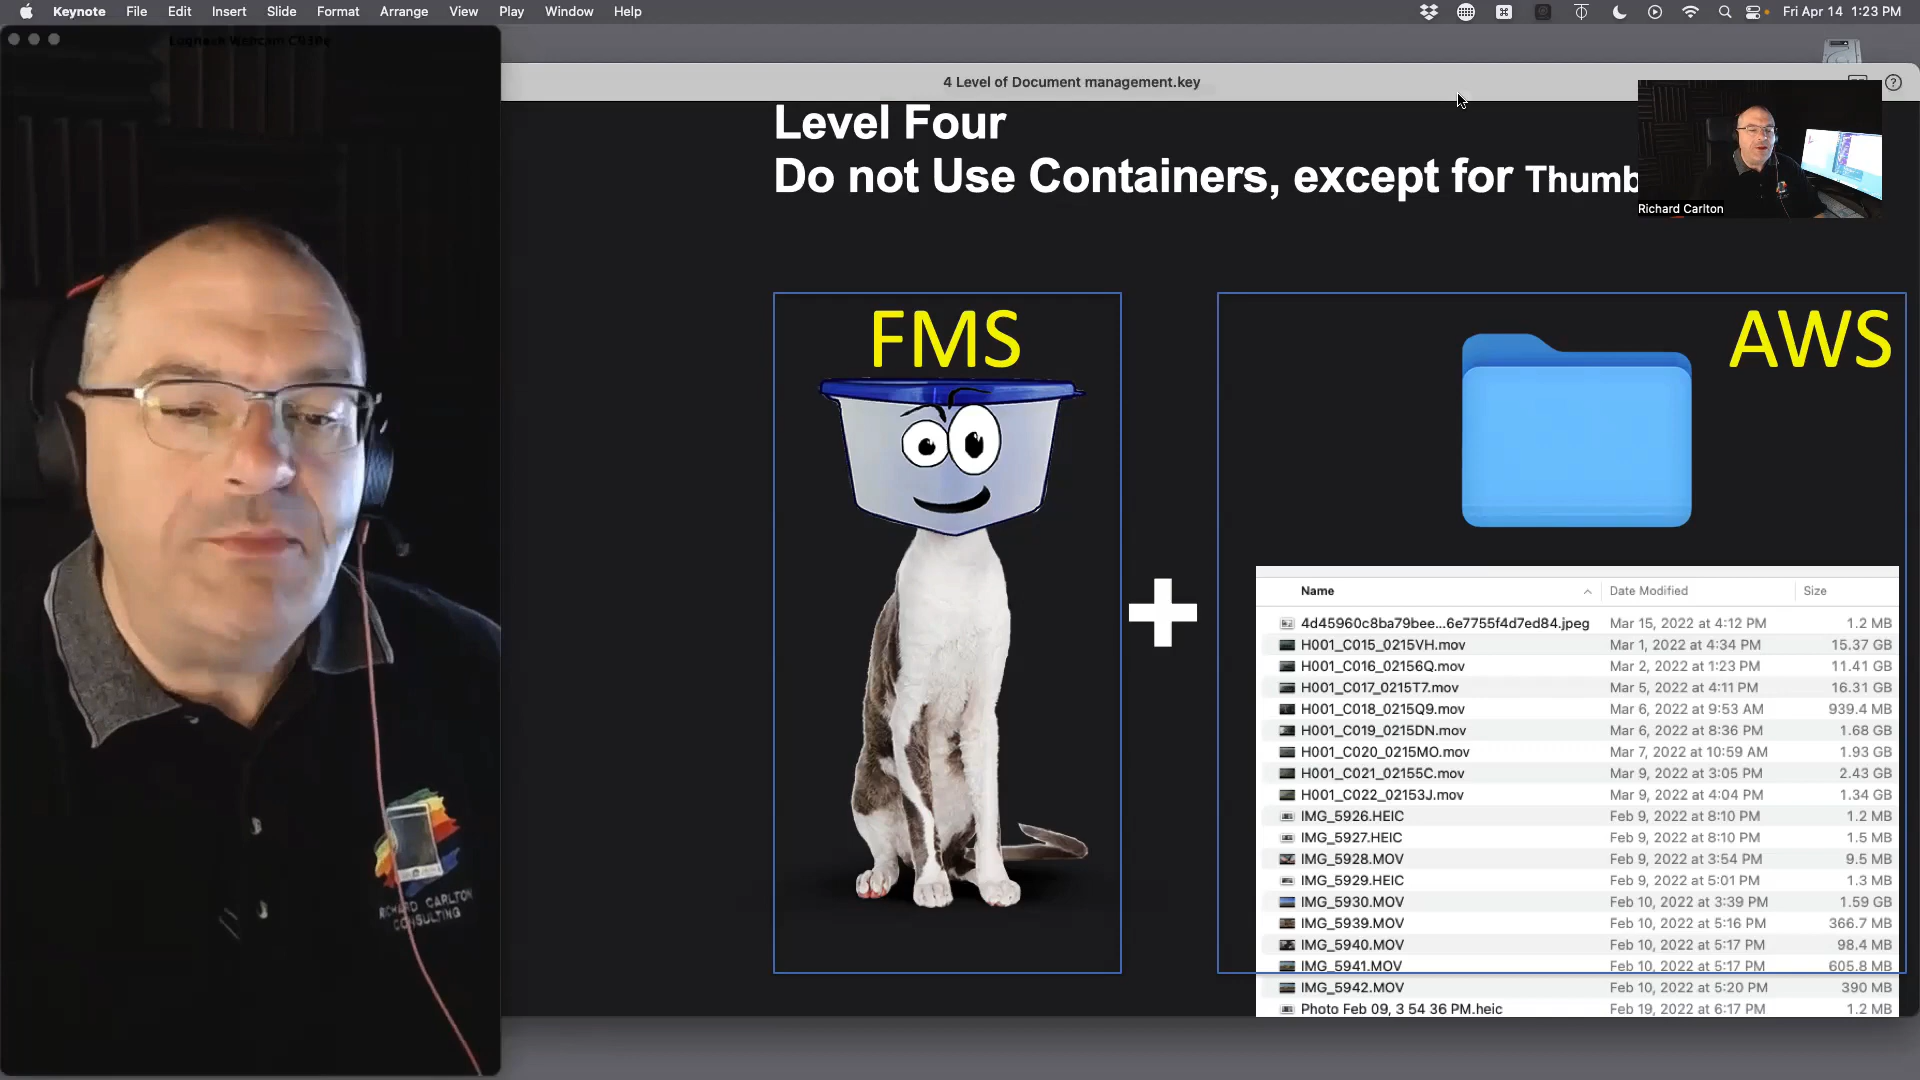 Keynote File Edit Insert Slide Format Arrange View Play Window Help Fri Apr 14 1:23 PM
Logitech Webcam C930e
4 Level of Document management.key
Level Four
Do not Use Containers, except for Thumb
Richard Carlton
FMS
AWS
Name Date Modified Size
4d45960c8ba79bee...6e7755f4d7ed84.jpeg Mar 15, 2022 at 4:12 PM 1.2 MB
H001_C015_0215VH.mov Mar 1, 2022 at 4:34 PM 15.37 GB
H001_C016_02156Q.mov Mar 2, 2022 at 1:23 PM 11.41 GB
H001_C017_0215T7.mov Mar 5, 2022 at 4:11 PM 16.31 GB
H001_C018_0215Q9.mov Mar 6, 2022 at 9:53 AM 939.4 MB
H001_C019_0215DN.mov Mar 6, 2022 at 8:36 PM 1.68 GB
H001_C020_0215MO.mov Mar 7, 2022 at 10:59 AM 1.93 GB
H001_C021_02155C.mov Mar 9, 2022 at 3:05 PM 2.43 GB
H001_C022_02153J.mov Mar 9, 2022 at 4:04 PM 1.34 GB
IMG_5926.HEIC Feb 9, 2022 at 8:10 PM 1.2 MB
IMG_5927.HEIC Feb 9, 2022 at 8:10 PM 1.5 MB
IMG_5928.MOV Feb 9, 2022 at 3:54 PM 9.5 MB
IMG_5929.HEIC Feb 9, 2022 at 5:01 PM 1.3 MB
IMG_5930.MOV Feb 10, 2022 at 3:39 PM 1.59 GB
IMG_5939.MOV Feb 10, 2022 at 5:16 PM 366.7 MB
IMG_5940.MOV Feb 10, 2022 at 5:17 PM 98.4 MB
IMG_5941.MOV Feb 10, 2022 at 5:17 PM 605.8 MB
IMG_5942.MOV Feb 10, 2022 at 5:20 PM 390 MB
Photo Feb 09, 3 54 36 PM.heic Feb 19, 2022 at 6:17 PM 1.2 MB
RICHARD CARLTON
CONSULTING